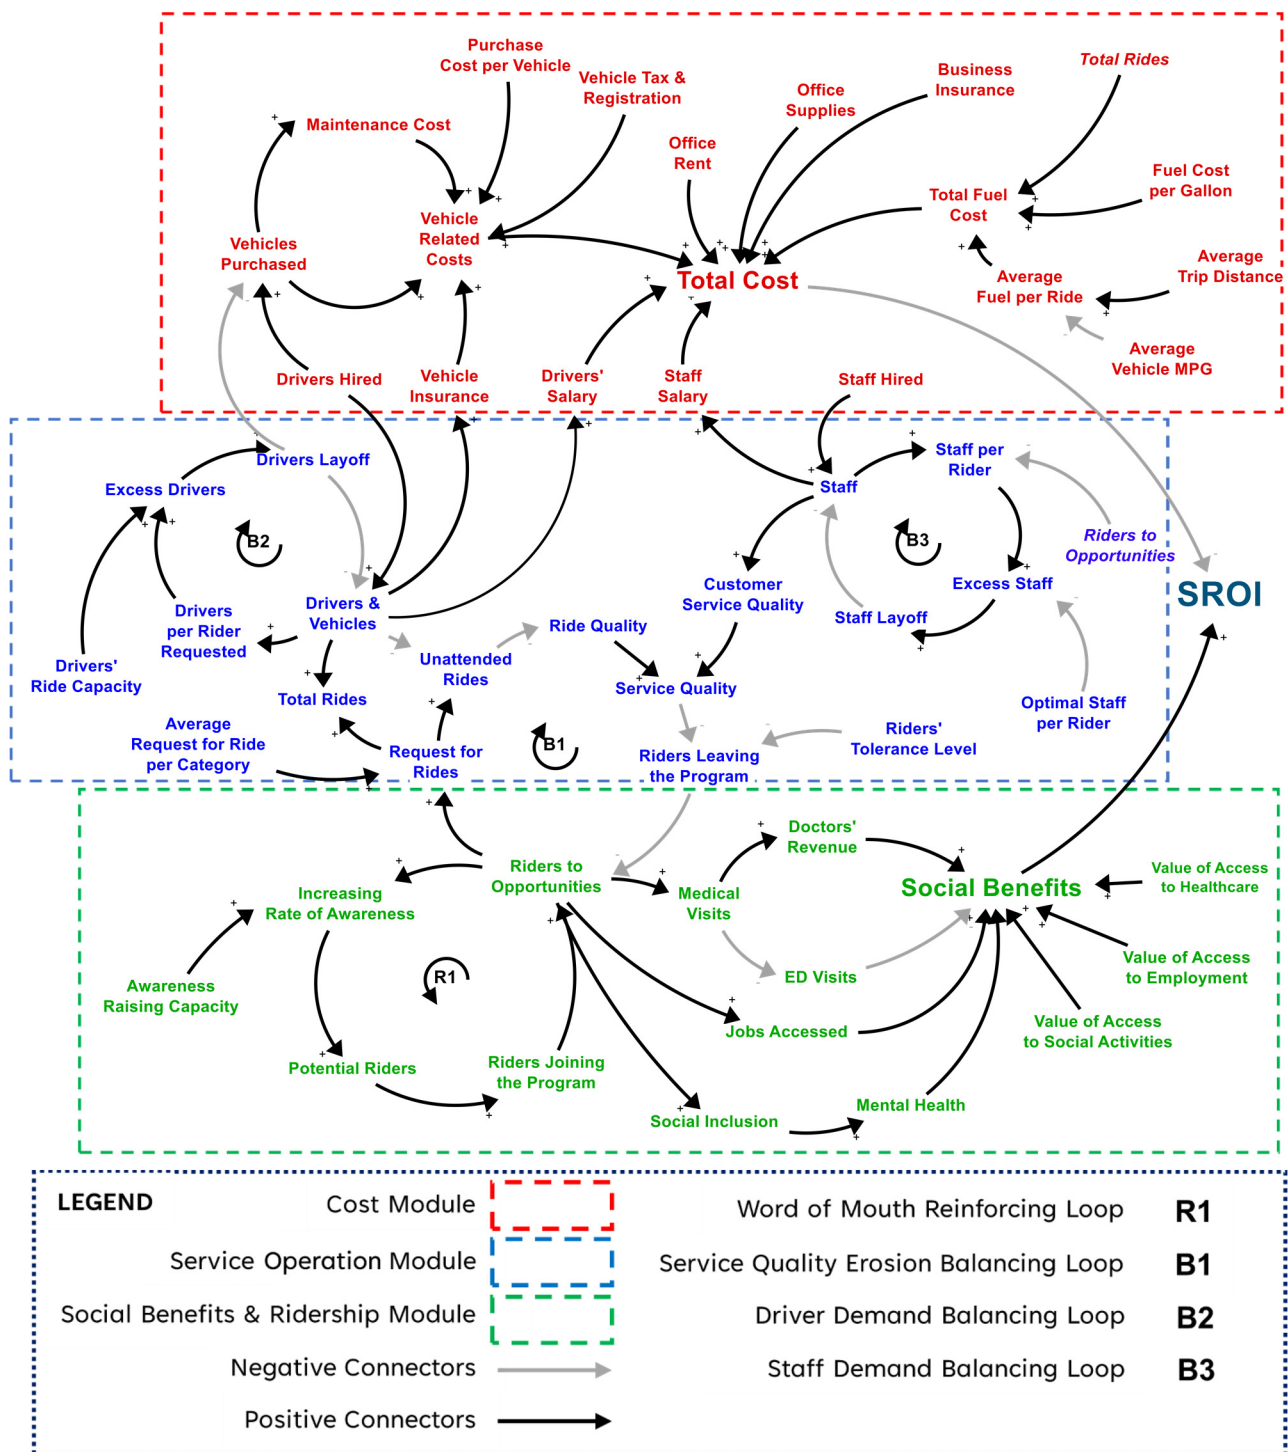 Purchase
Cost per Vehicle
Vehicle Tax &
Registration
Office
Supplies
Business
Insurance
Total Rides
Maintenance Cost
Office
Rent
Fuel Cost
per Gallon
Total Fuel
Cost
Vehicle
Related
Costs
Vehicles
Purchased
Total Cost
Average
Fuel per Ride
Average
Trip Distance
Average
Vehicle MPG
Drivers Hired
Vehicle
Insurance
Drivers'
Salary
Staff
Salary
Staff Hired
Drivers Layoff
Excess Drivers
Staff
Staff per
Rider
B2
B3
Riders to
Opportunities
Drivers &
Vehicles
Drivers
per Rider
Requested
Customer
Service Quality
Excess Staff
SROI
Staff Layoff
Ride Quality
Drivers'
Ride Capacity
Unattended
Rides
Service Quality
Total Rides
Optimal Staff
per Rider
Average
Request for Ride
per Category
Request for
Rides
B1
Riders Leaving
the Program
Riders'
Tolerance Level
Doctors'
Revenue
Riders to
Opportunities
Increasing
Rate of Awareness
Medical
Visits
Social Benefits
Value of Access
to Healthcare
R1
ED Visits
Value of Access
to Employment
Awareness
Raising Capacity
Jobs Accessed
Value of Access
to Social Activities
Potential Riders
Riders Joining
the Program
Social Inclusion
Mental Health
LEGEND
Cost Module
Service Operation Module
Social Benefits & Ridership Module
Negative Connectors
Positive Connectors
Word of Mouth Reinforcing Loop R1
Service Quality Erosion Balancing Loop B1
Driver Demand Balancing Loop B2
Staff Demand Balancing Loop B3